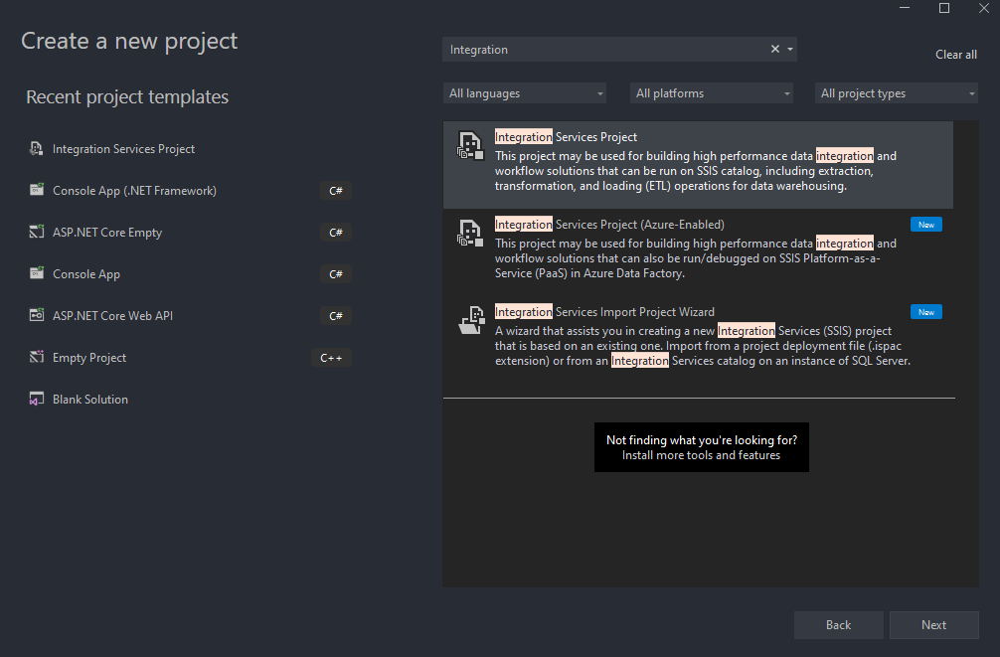 Create a new project
Recent project templates
Integration Services Project
Console App (.NET Framework)
C#
ASP.NET Core Empty
C#
Console App
C#
ASP.NET Core Web API
C#
Empty Project
C++
Blank Solution
Integration
Clear all
All languages
All platforms
All project types
Integration Services Project
This project may be used for building high performance data integration and
workflow solutions that can be run on SSIS catalog, including extraction,
transformation, and loading (ETL) operations for data warehousing.
Integration Services Project (Azure-Enabled)
New
This project may be used for building high performance data integration and
workflow solutions that can also be run/debugged on SSIS Platform-as-a-
Service (PaaS) in Azure Data Factory.
Integration Services Import Project Wizard
New
A wizard that assists you in creating a new Integration Services (SSIS) project
that is based on an existing one. Import from a project deployment file (.ispac
extension) or from an Integration Services catalog on an instance of SQL Server.
Not finding what you're looking for?
Install more tools and features
Back
Next